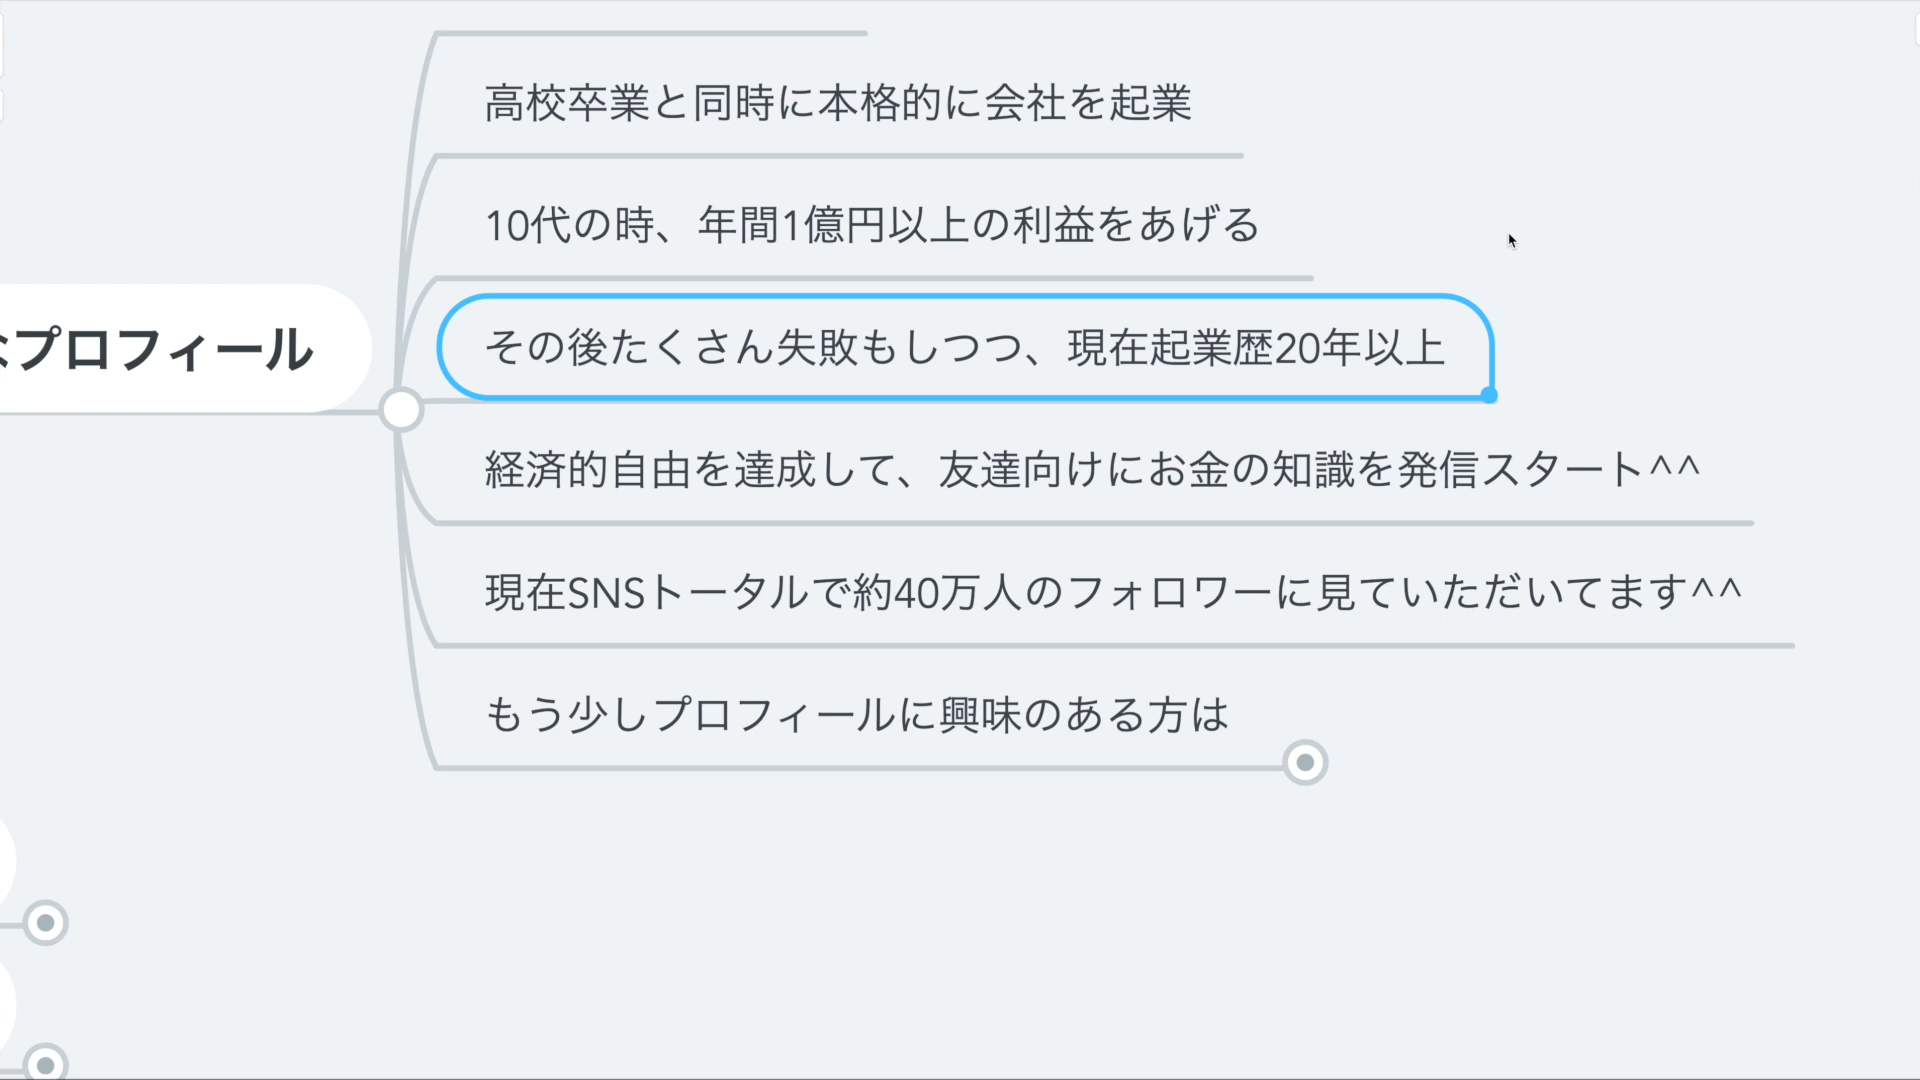 高校卒業と同時に本格的に会社を起業
10代の時、年間1億円以上の利益をあげる
プロフィール
その後たくさん失敗もしつつ、現在起業歴20年以上
経済的自由を達成して、友達向けにお金の知識を発信スタート^^
現在SNSトータルで約40万人のフォロワーに見ていただいてます^^
もう少しプロフィールに興味のある方は